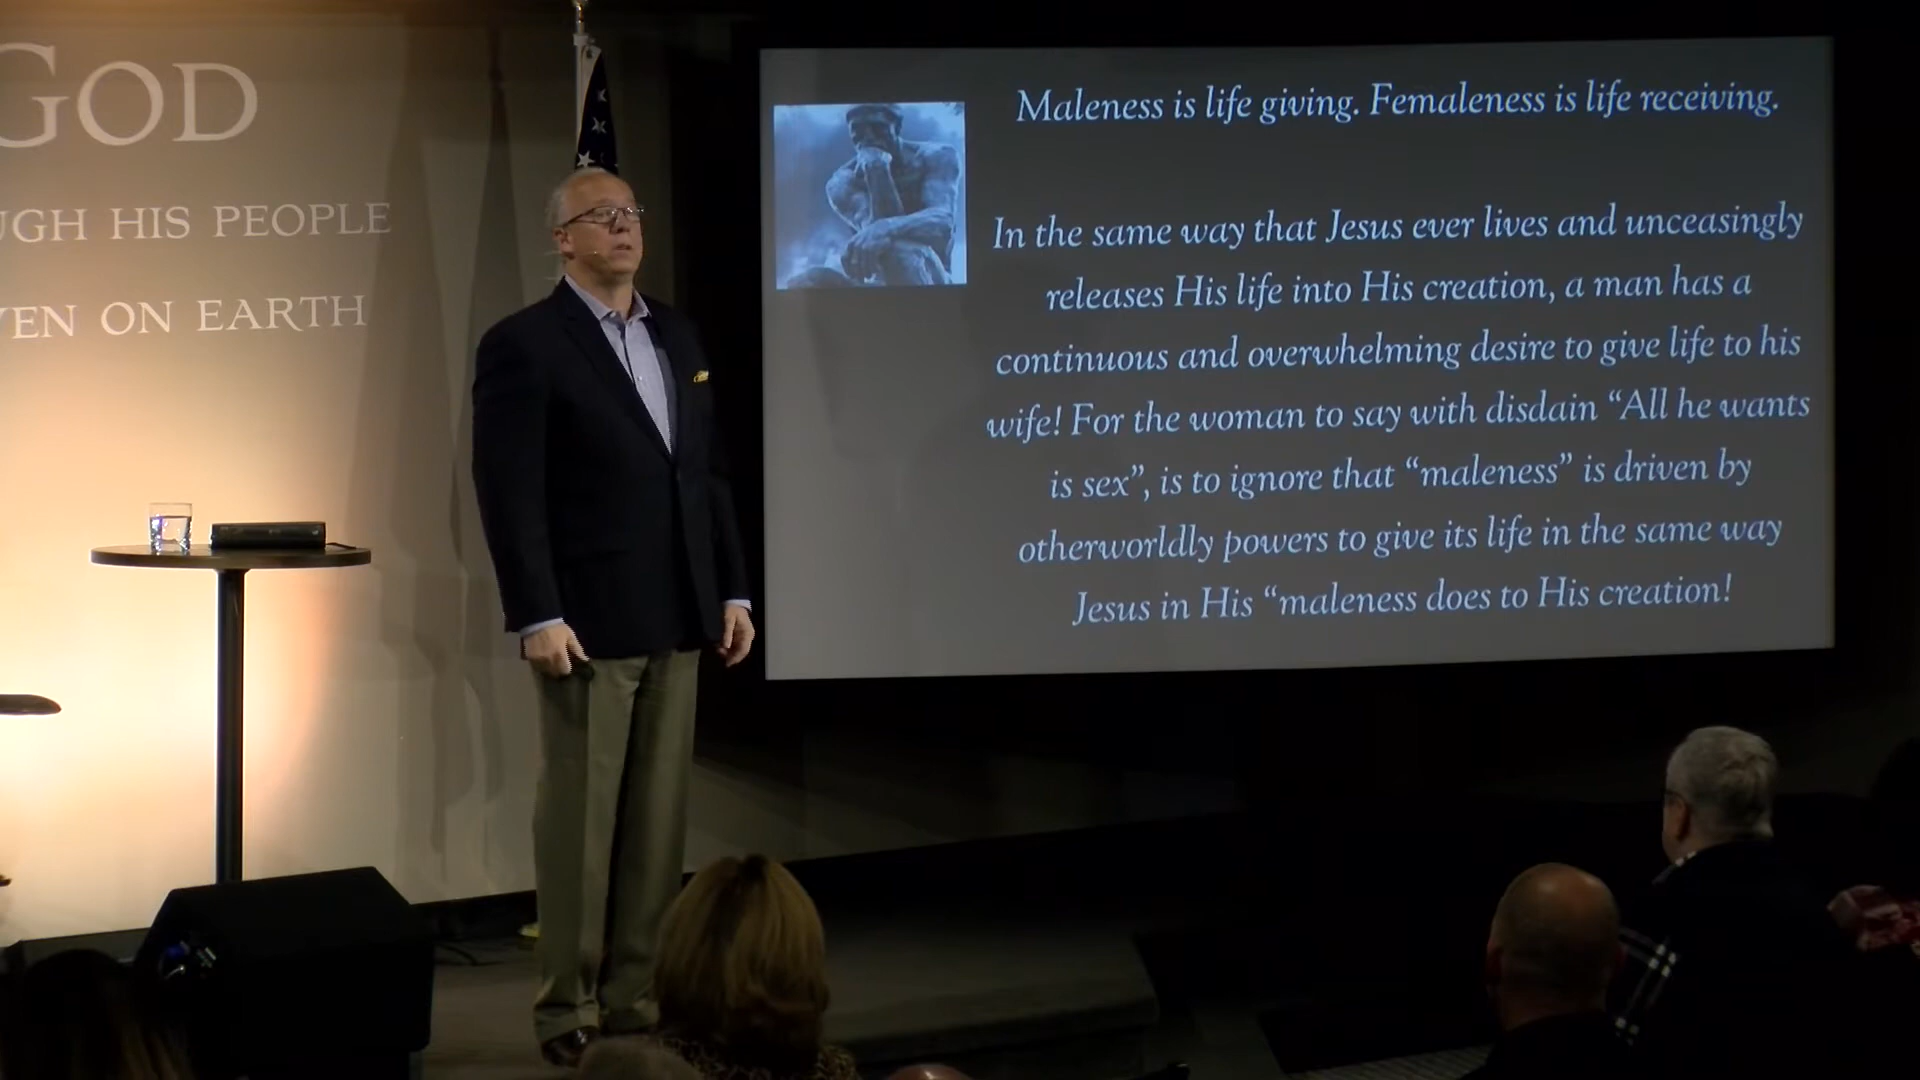 GOD
UGH HIS PEOPLE
VEN ON EARTH
Maleness is life giving. Femaleness is life receiving.
In the same way that Jesus ever lives and unceasingly
releases His life into His creation, a man has a
continuous and overwhelming desire to give life to his
wife! For the woman to say with disdain “All he wants
is sex”, is to ignore that “maleness” is driven by
otherworldly powers to give its life in the same way
Jesus in His “maleness does to His creation!